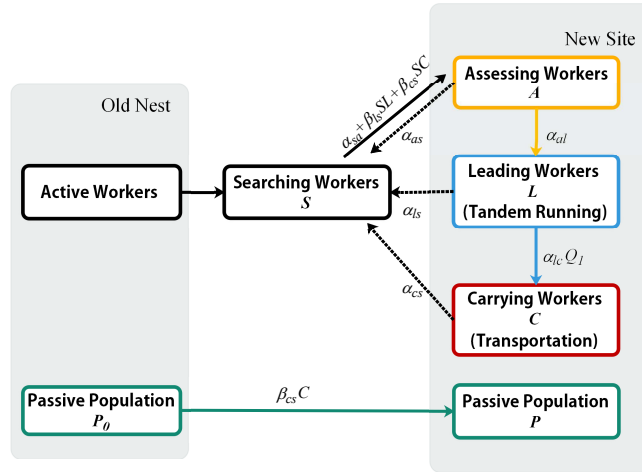 New Site
Old Nest
Assessing Workers
A
α_sa+β_ls SL+β_cs SC
α_as
α_al
Active Workers
Searching Workers
S
Leading Workers
L
(Tandem Running)
α_ls
α_lc Q_1
α_cs
Carrying Workers
C
(Transportation)
Passive Population
P_0
β_cs C
Passive Population
P